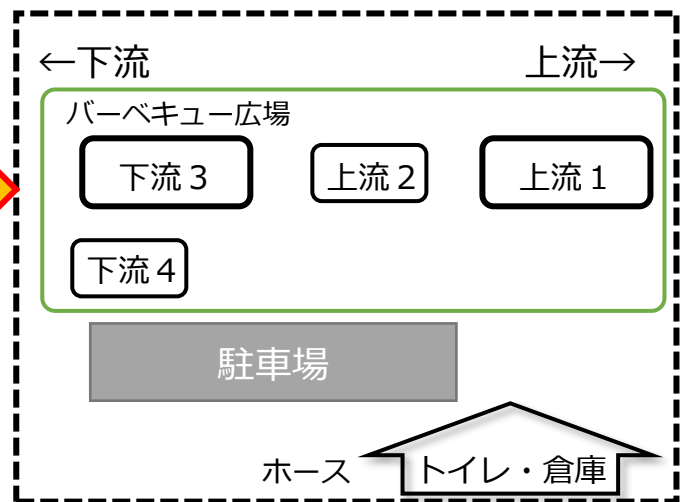 ←下流 上流→
バーベキュー広場
下流３ 上流２ 上流１
下流４
駐車場
ホース トイレ・倉庫